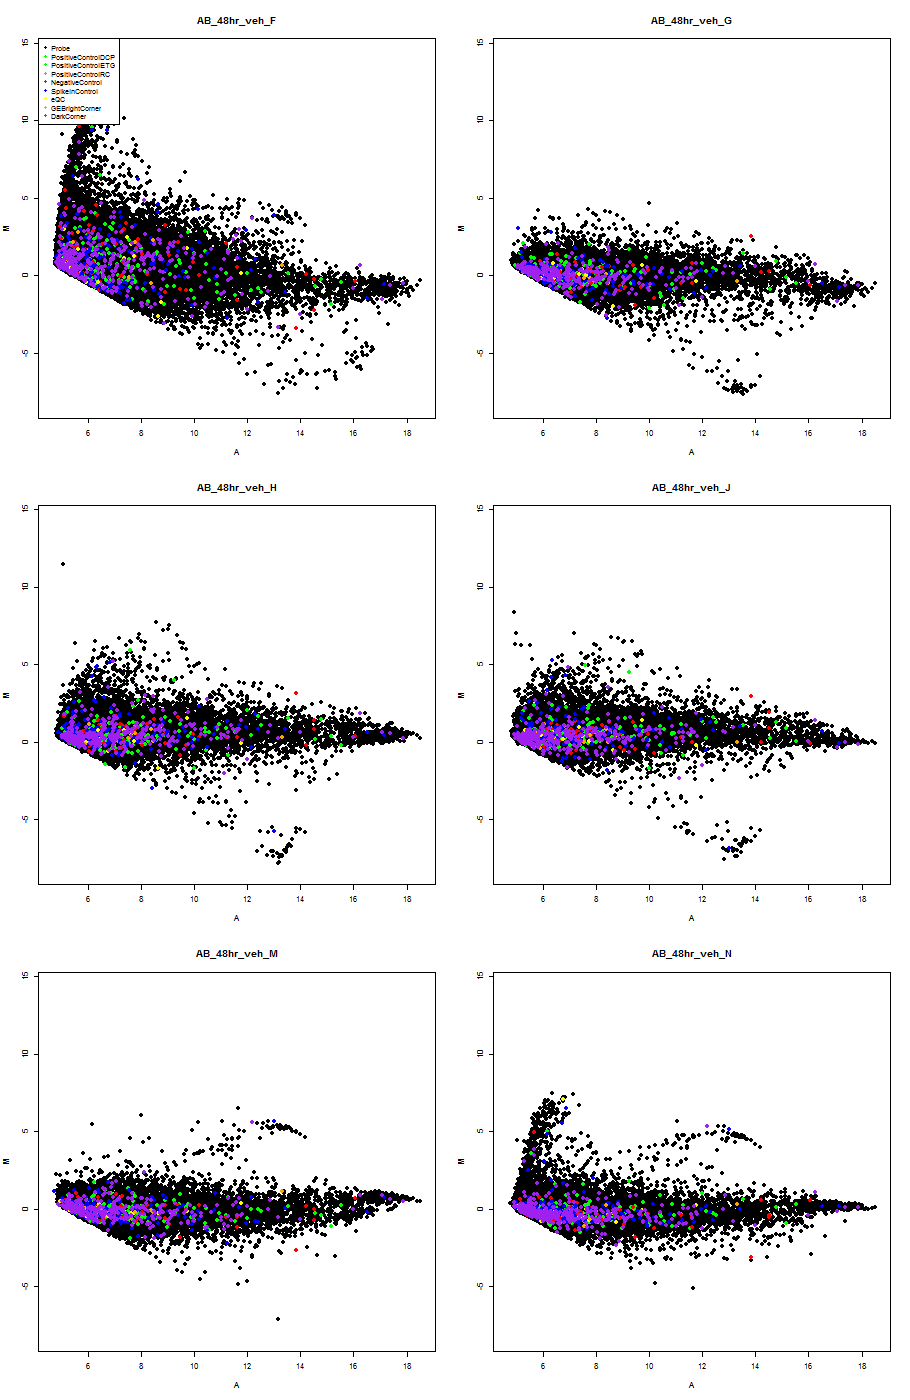 AB_48hr_veh_F
AB_48hr_veh_G
15
10
5
0
-5
M
Probe
PositiveControlDCP
PositiveControlETG
PositiveControlRC
NegativeControl
SpikeInControl
eQC
GEBrightCorner
DarkCorner
6 8 10 12 14 16 18
A
15
10
5
0
-5
M
6 8 10 12 14 16 18
A
AB_48hr_veh_H
AB_48hr_veh_J
15
10
5
0
-5
M
6 8 10 12 14 16 18
A
15
10
5
0
-5
M
6 8 10 12 14 16 18
A
AB_48hr_veh_M
AB_48hr_veh_N
15
10
5
0
-5
M
6 8 10 12 14 16 18
A
15
10
5
0
-5
M
6 8 10 12 14 16 18
A